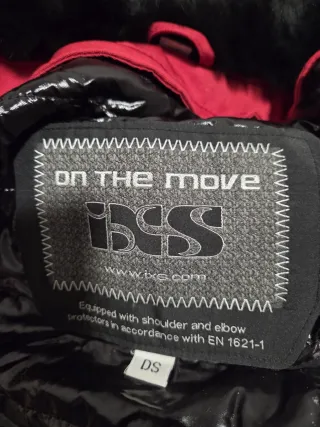 on the move
iXS
www.ixs.com
Equipped with shoulder and elbow
protectors in accordance with EN 1621-1
DS